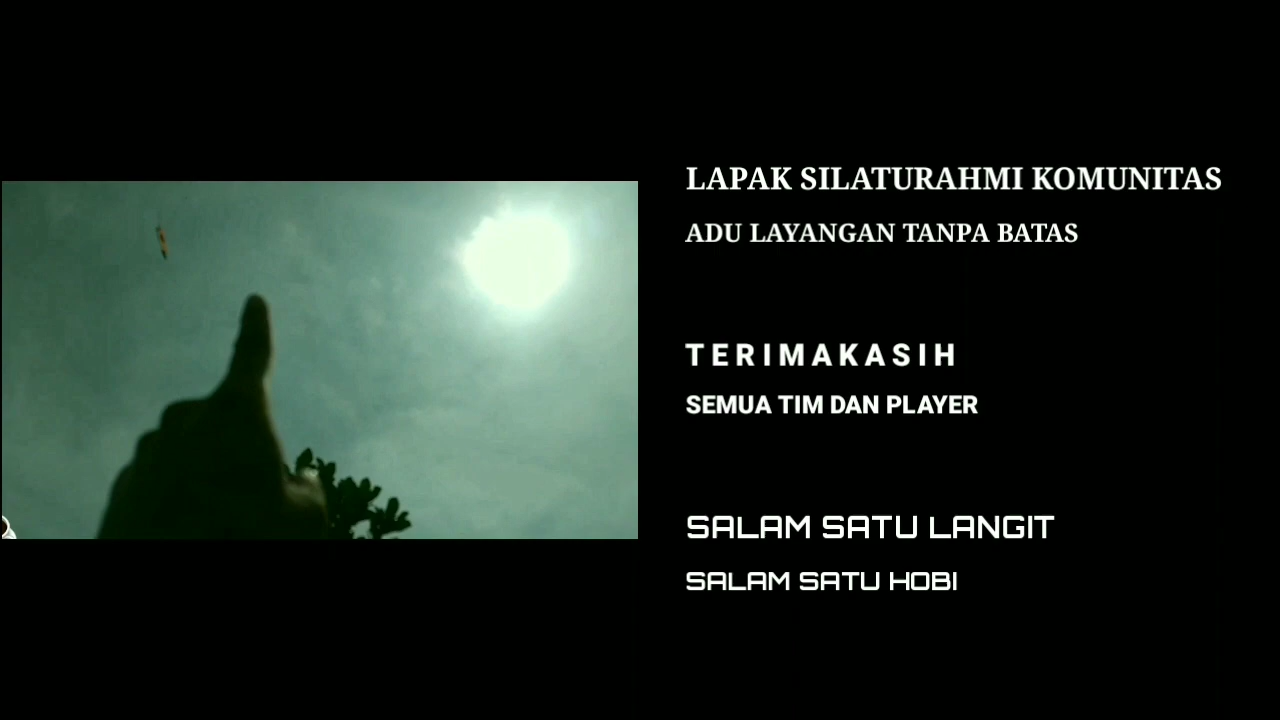 LAPAK SILATURAHMI KOMUNITAS
ADU LAYANGAN TANPA BATAS
TERIMAKASIH
SEMUA TIM DAN PLAYER
SALAM SATU LANGIT
SALAM SATU HOBI